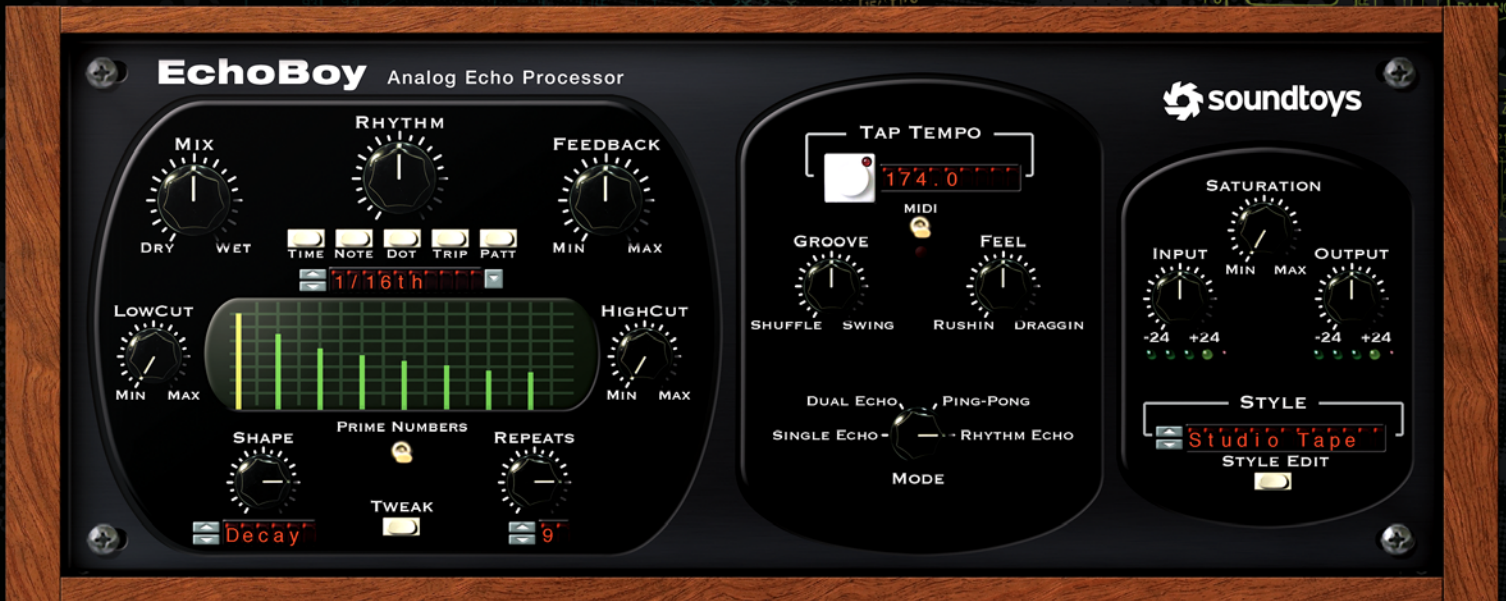 EchoBoy Analog Echo Processor
soundtoys
MIX
DRY WET
RHYTHM
FEEDBACK
MIN MAX
TIME NOTE DOT TRIP PATT
1/16th
LOWCUT
MIN MAX
HIGHCUT
MIN MAX
PRIME NUMBERS
SHAPE
Decay
TWEAK
REPEATS
9
TAP TEMPO
174.0
MIDI
GROOVE
SHUFFLE SWING
FEEL
RUSHIN DRAGGIN
DUAL ECHO PING-PONG
SINGLE ECHO RHYTHM ECHO
MODE
SATURATION
MIN MAX
INPUT
-24 +24
OUTPUT
-24 +24
STYLE
Studio Tape
STYLE EDIT